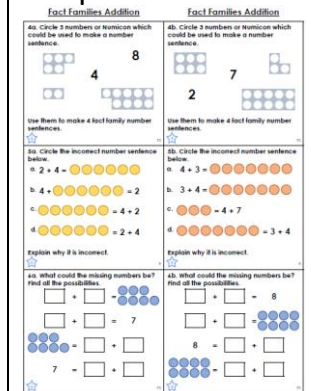 Fact Families Addition
4a. Circle 3 numbers or Numicon which could be used to make a number sentence.
8
4
Use them to make 4 fact family number sentences.
5a. Circle the incorrect number sentence below.
a. 2 + 4 =
b. 4 + = 2
c. = 4 + 2
d. = 2 + 4
Explain why it is incorrect.
6a. What could the missing numbers be? Find all the possibilities.
+ =
+ = 7
= +
7 = +
Fact Families Addition
4b. Circle 3 numbers or Numicon which could be used to make a number sentence.
7
2
Use them to make 4 fact family number sentences.
5b. Circle the incorrect number sentence below.
a. 4 + 3 =
b. 3 + 4 =
c. = 4 + 7
d. = 3 + 4
Explain why it is incorrect.
6b. What could the missing numbers be? Find all the possibilities.
+ = 8
+ =
8 = +
= +